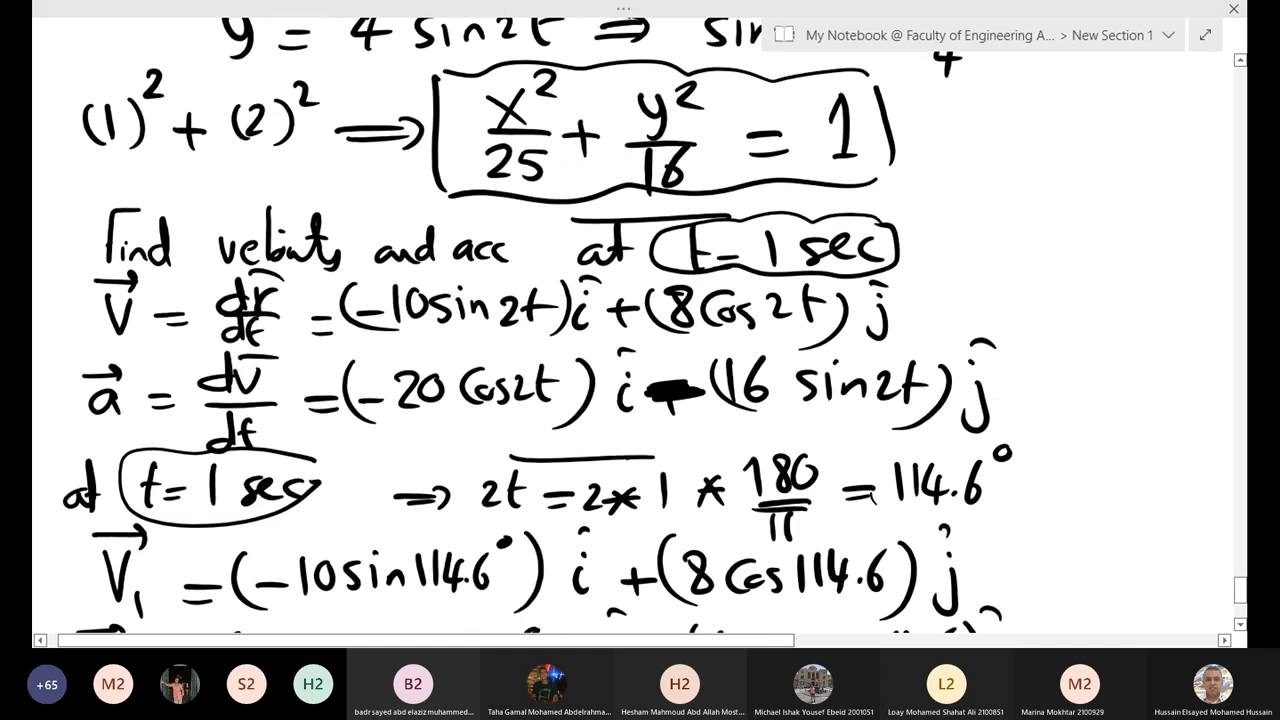 ...
My Notebook @ Faculty of Engineering A... > New Section 1
y = 4 sin2t ⇒ sin
4
(1)² + (2)² ⟹ x²/25 + y²/16 = 1
Find velocity and acc at t = 1 sec
V⃗ = dr̄/dt = (-10 sin 2t) î + (8 Cos 2t) ĵ
a⃗ = dv̄/dt = (-20 Cos2t) î - (16 sin 2t) ĵ
at t = 1 sec ⟹ 2t = 2 * 1 * 180/π = 114.6°
V⃗₁ = (-10 sin 114.6°) î + (8 Cos 114.6) ĵ
+65 M2 S2 H2 B2 H2 L2 M2
badr sayed abd elaziz muhammed... Taha Gamal Mohamed Abdelrahma... Hesham Mahmoud Abd Allah Most... Michael Ishak Yousef Ebeid 2001051 Loay Mohamed Shahat Ali 2100851 Marina Mokhtar 2100929 Hussain Elsayed Mohamed Hussain